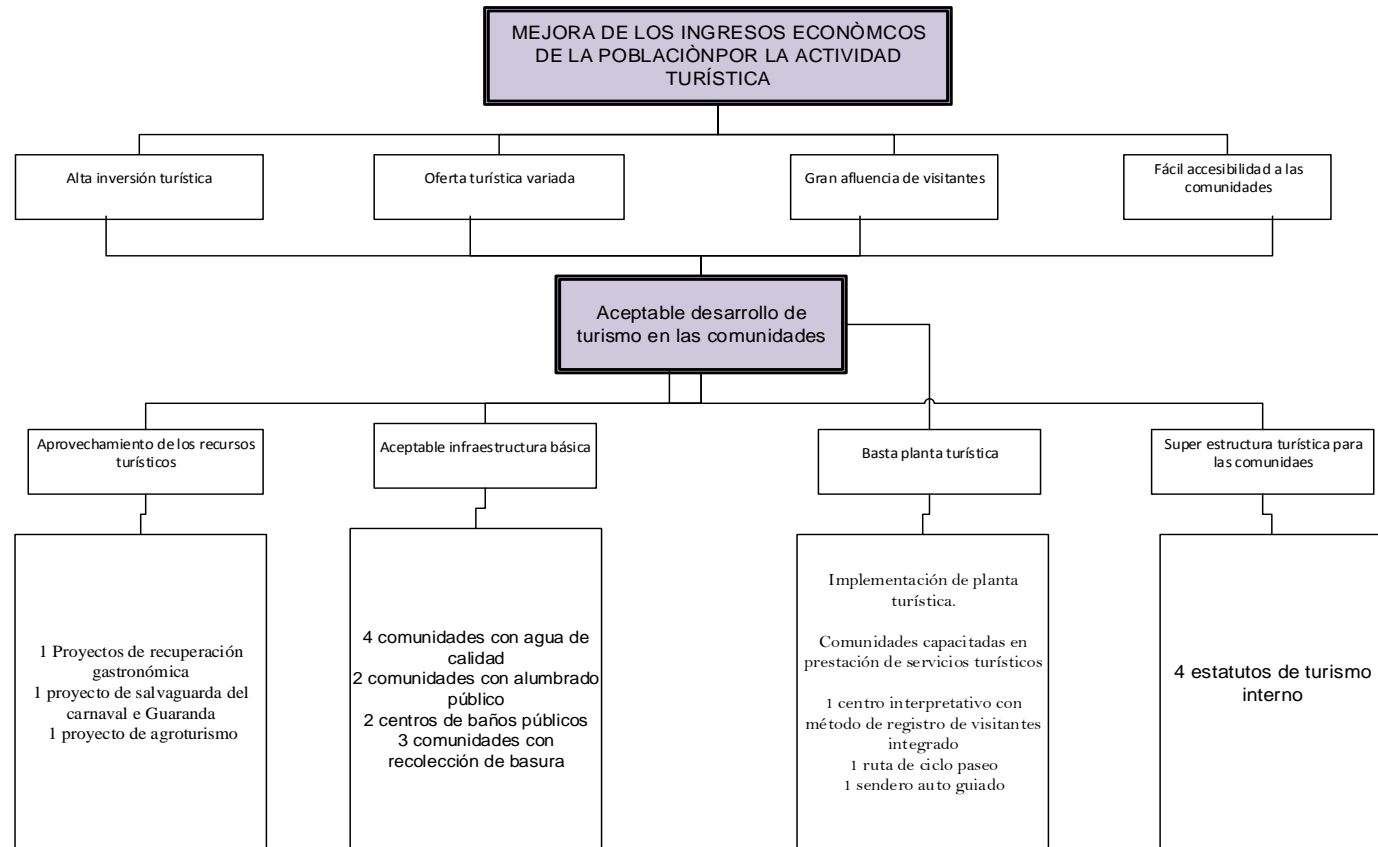 MEJORA DE LOS INGRESOS ECONÒMCOS
DE LA POBLACIÒNPOR LA ACTIVIDAD
TURÍSTICA
Alta inversión turística
Oferta turística variada
Gran afluencia de visitantes
Fácil accesibilidad a las
comunidades
Aceptable desarrollo de
turismo en las comunidades
Aprovechamiento de los recursos
turísticos
Aceptable infraestructura básica
Basta planta turística
Super estructura turística para
las comunidaes
1 Proyectos de recuperación
gastronómica
1 proyecto de salvaguarda del
carnaval e Guaranda
1 proyecto de agroturismo
4 comunidades con agua de
calidad
2 comunidades con alumbrado
público
2 centros de baños públicos
3 comunidades con
recolección de basura
Implementación de planta
turística.
Comunidades capacitadas en
prestación de servicios turísticos
1 centro interpretativo con
método de registro de visitantes
integrado
1 ruta de ciclo paseo
1 sendero auto guiado
4 estatutos de turismo
interno